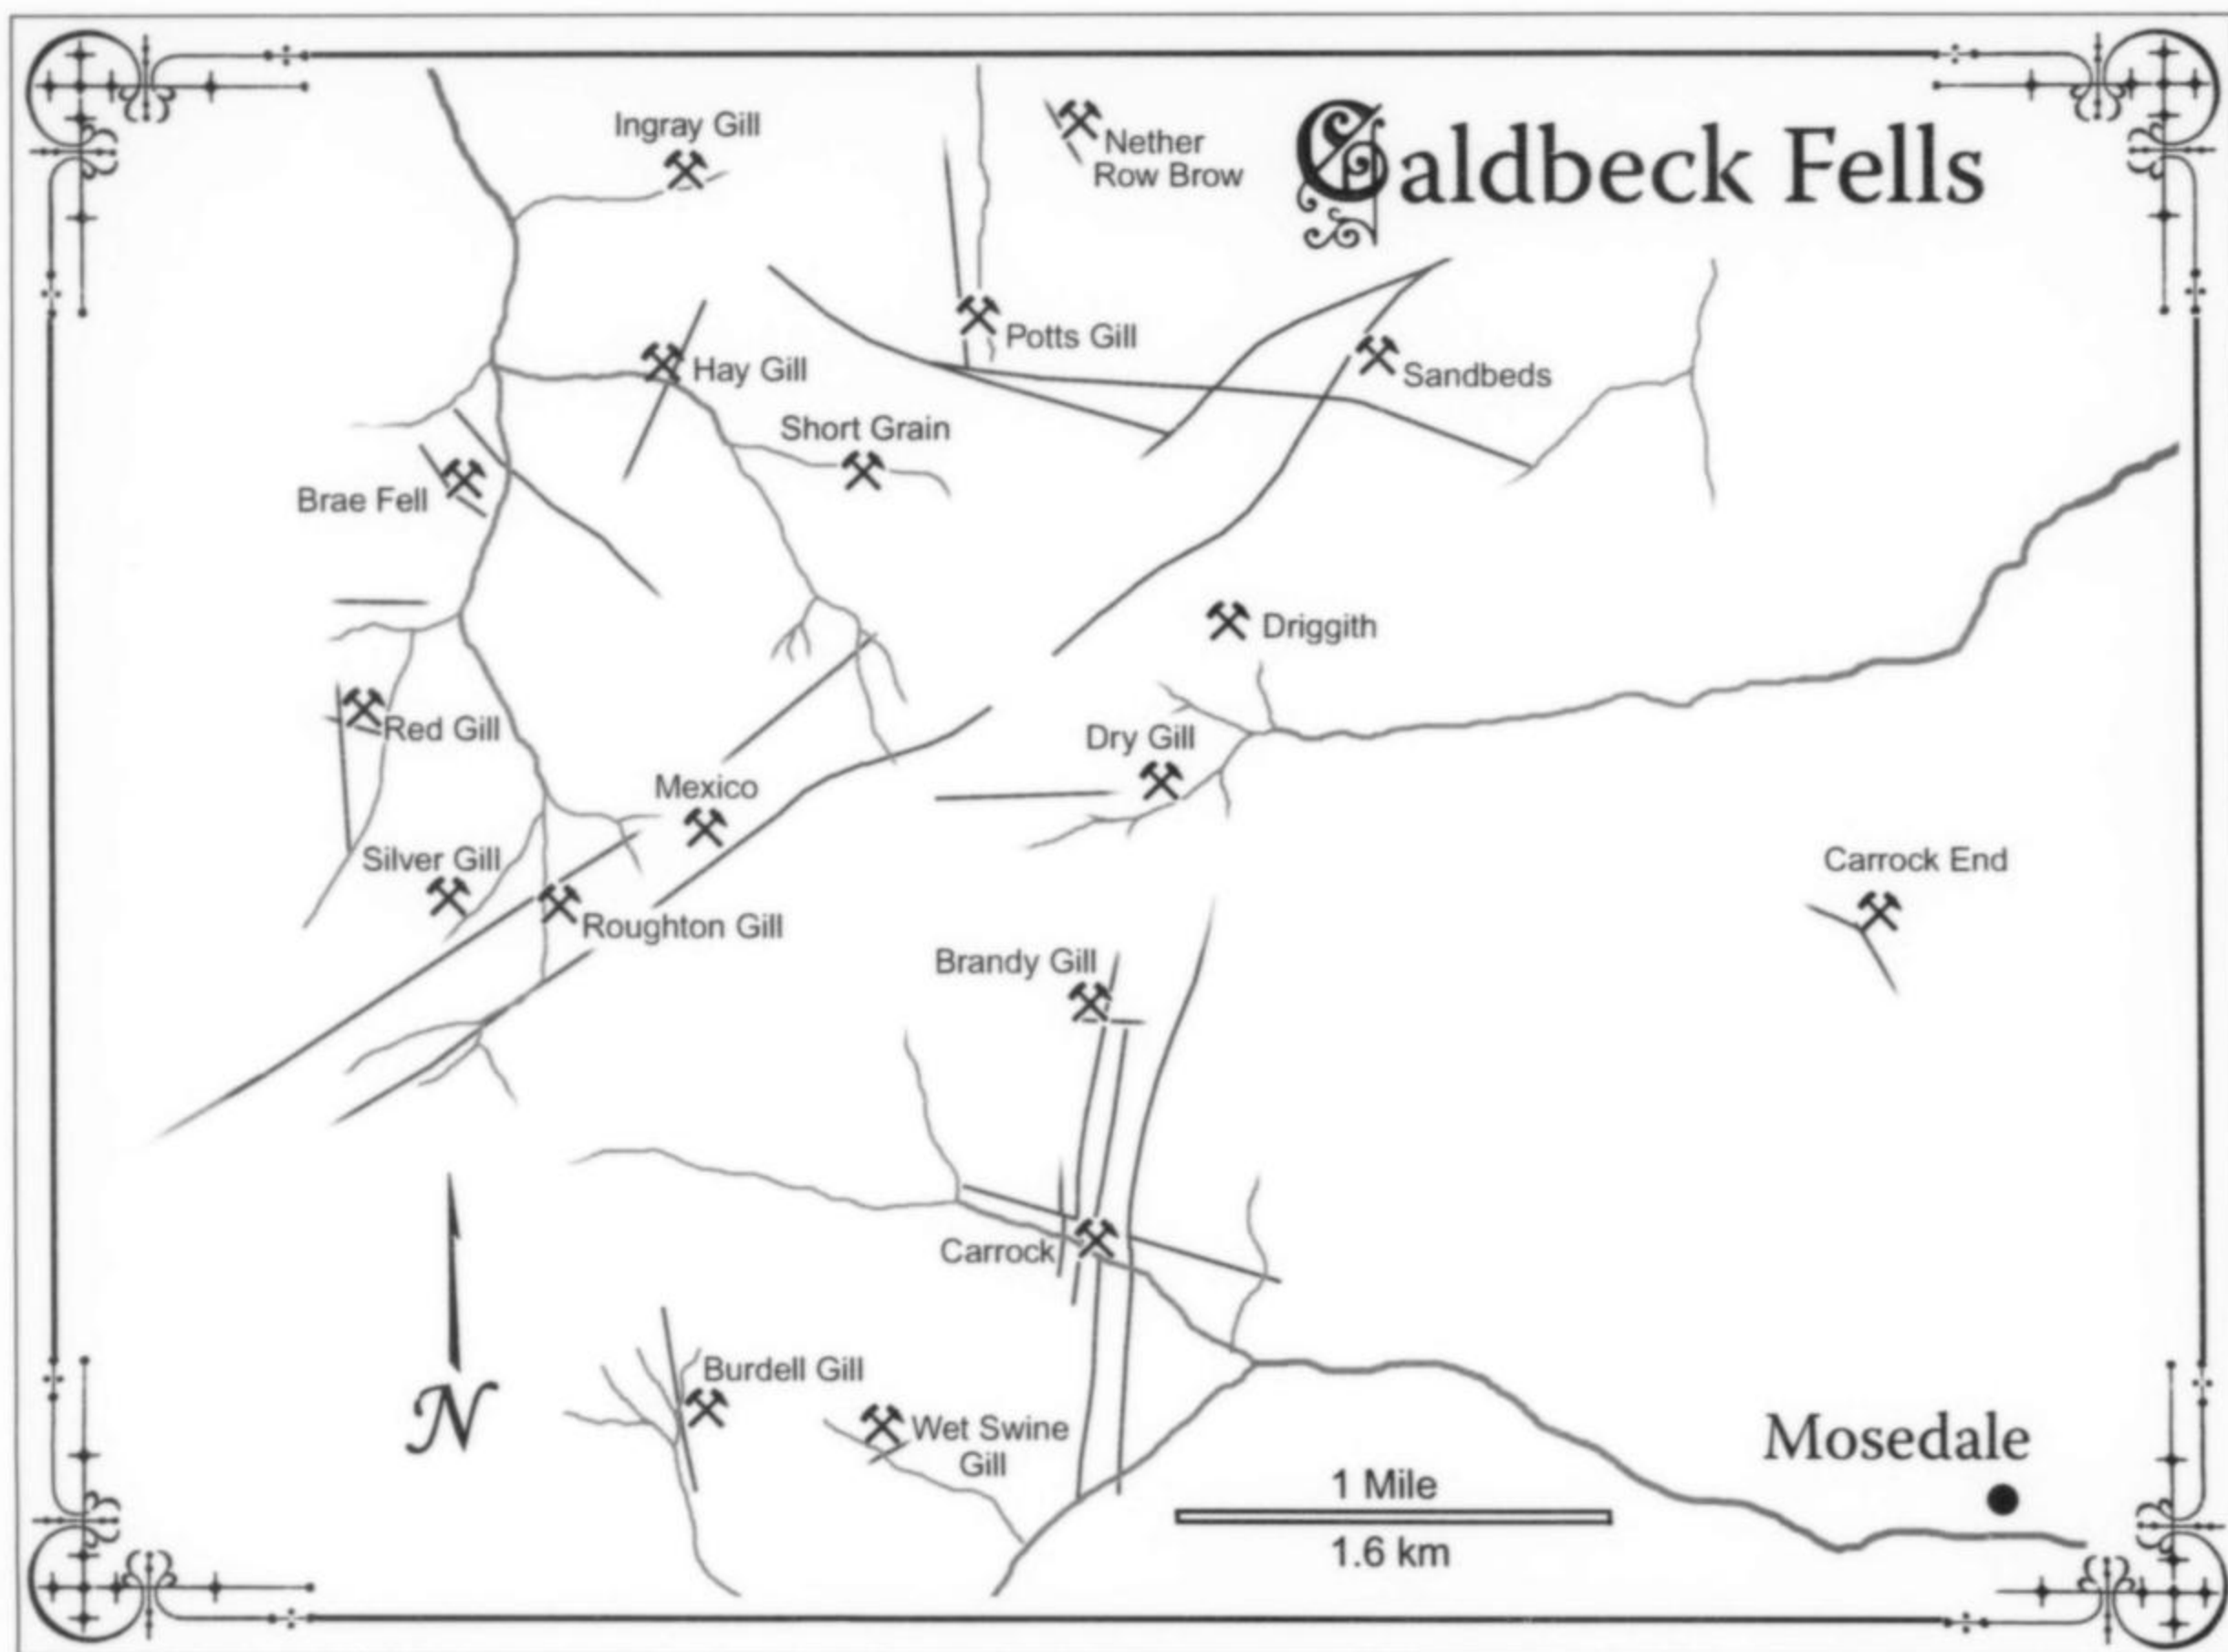 Caldbeck Fells
Ingray Gill
Nether
Row Brow
Potts Gill
Hay Gill
Sandbeds
Short Grain
Brae Fell
Driggith
Red Gill
Dry Gill
Mexico
Silver Gill
Carrock End
Roughton Gill
Brandy Gill
Carrock
N
Burdell Gill
Wet Swine
Gill
Mosedale
1 Mile
1.6 km